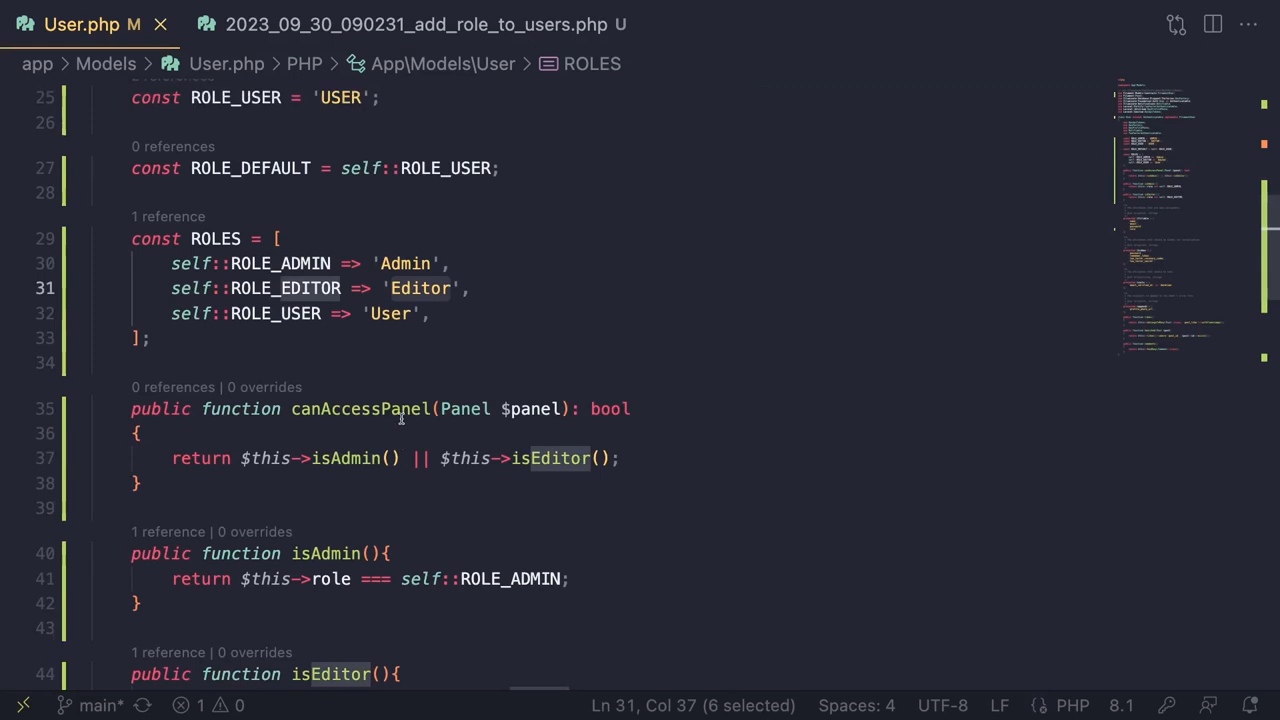 User.php M
2023_09_30_090231_add_role_to_users.php U
app > Models > User.php > PHP > App\Models\User > ROLES
25 const ROLE_USER = 'USER';
26
0 references
27 const ROLE_DEFAULT = self::ROLE_USER;
28
1 reference
29 const ROLES = [
30 self::ROLE_ADMIN => 'Admin',
31 self::ROLE_EDITOR => 'Editor',
32 self::ROLE_USER => 'User',
33 ];
34
0 references | 0 overrides
35 public function canAccessPanel(Panel $panel): bool
36 {
37 return $this->isAdmin() || $this->isEditor();
38 }
39
1 reference | 0 overrides
40 public function isAdmin(){
41 return $this->role === self::ROLE_ADMIN;
42 }
43
1 reference | 0 overrides
44 public function isEditor(){
main* 1 0 Ln 31, Col 37 (6 selected) Spaces: 4 UTF-8 LF PHP 8.1